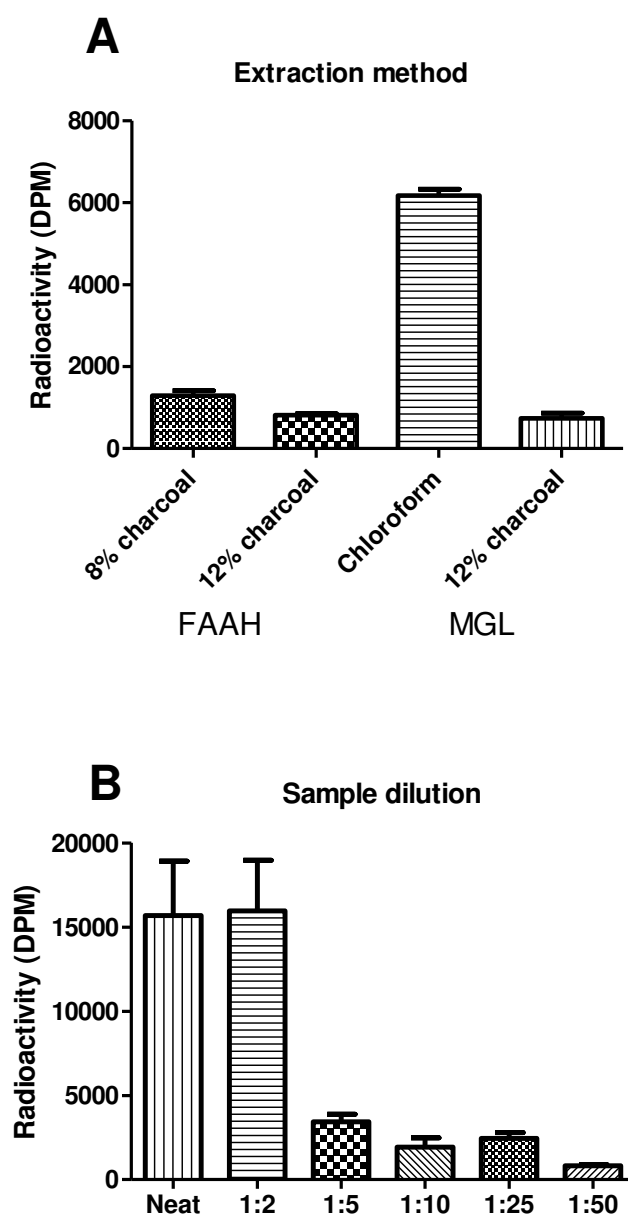 A
Extraction method
Radioactivity (DPM)
8000
6000
4000
2000
0
8% charcoal
12% charcoal
Chloroform
12% charcoal
FAAH
MGL
B
Sample dilution
Radioactivity (DPM)
20000
15000
10000
5000
0
Neat
1:2
1:5
1:10
1:25
1:50